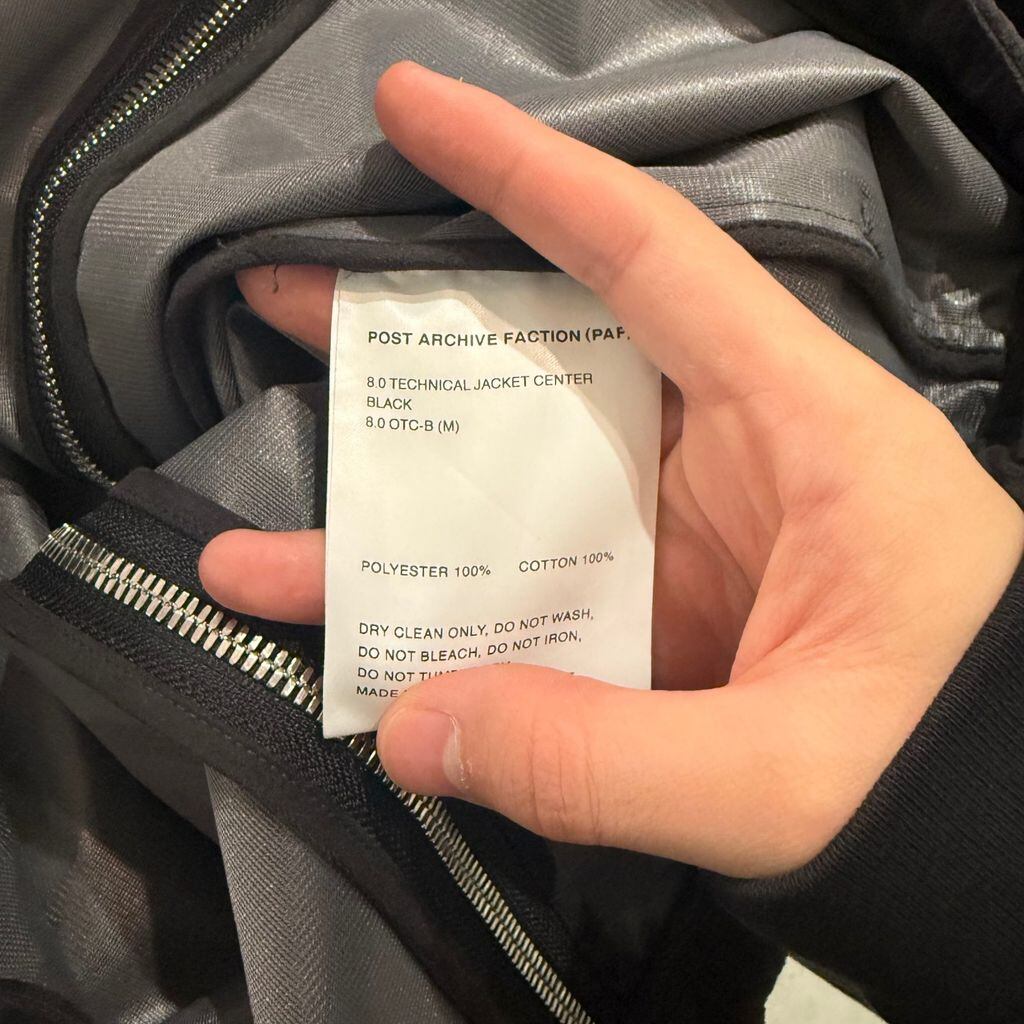 POST ARCHIVE FACTION (PAF
8.0 TECHNICAL JACKET CENTER
BLACK
8.0 OTC-B (M)
POLYESTER 100% COTTON 100%
DRY CLEAN ONLY, DO NOT WASH,
DO NOT BLEACH, DO NOT IRON,
DO NOT
MADE